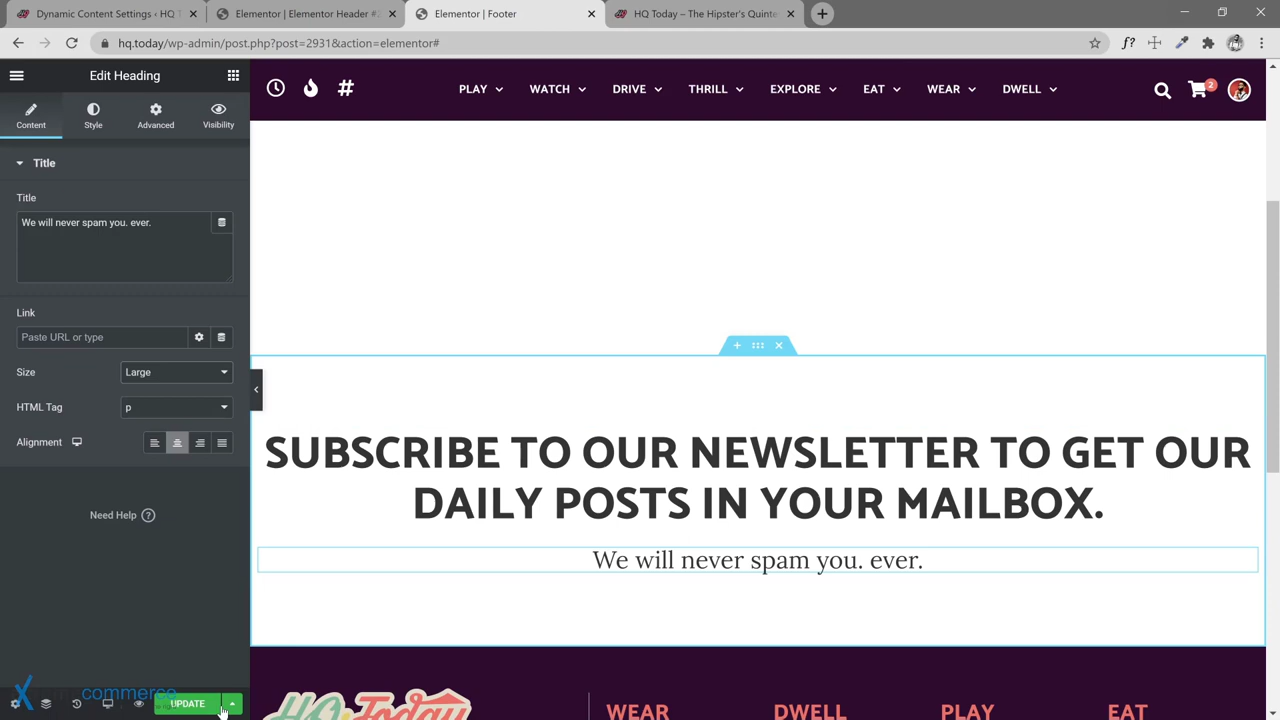 Dynamic Content Settings ‹ HQ T
Elementor | Elementor Header #2
Elementor | Footer
HQ Today – The Hipster's Quinte
hq.today/wp-admin/post.php?post=2931&action=elementor#
f?
Edit Heading
Content
Style
Advanced
Visibility
Title
Title
We will never spam you. ever.
Link
Paste URL or type
Size
Large
HTML Tag
p
Alignment
Need Help
?
commerce
UPDATE
#
PLAY
WATCH
DRIVE
THRILL
EXPLORE
EAT
WEAR
DWELL
2
SUBSCRIBE TO OUR NEWSLETTER TO GET OUR
DAILY POSTS IN YOUR MAILBOX.
We will never spam you. ever.
HQ.Today
WEAR
DWELL
PLAY
EAT